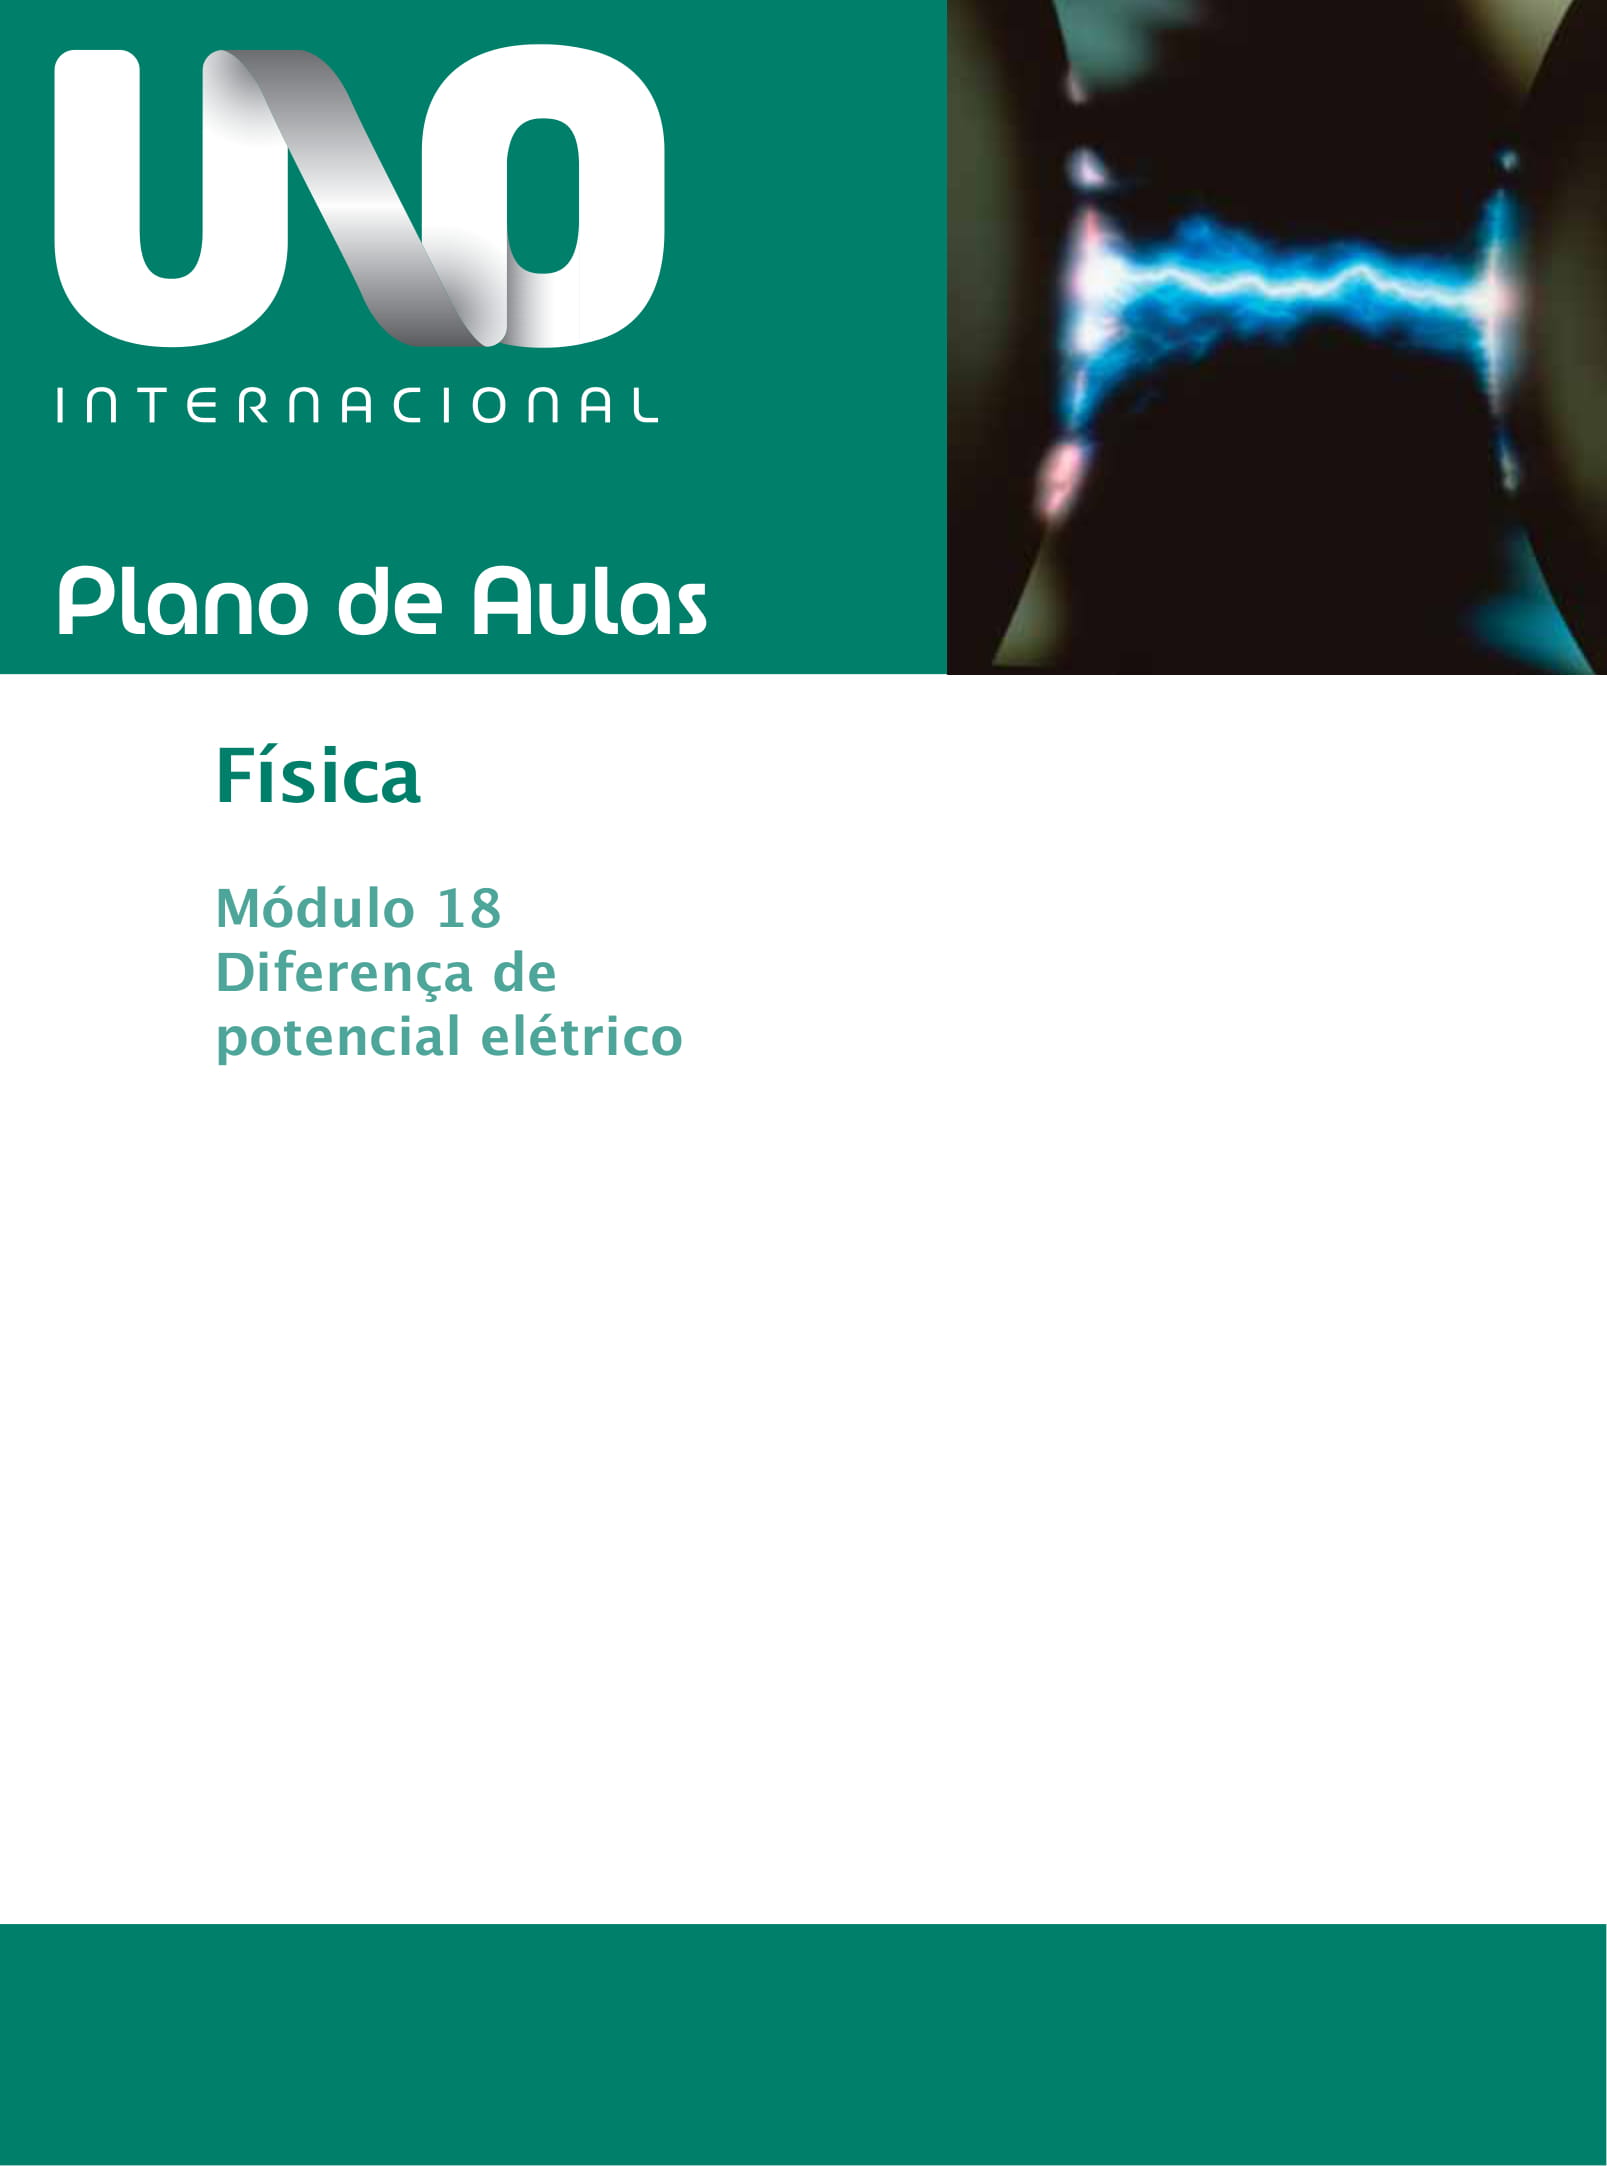 UNO
INTERNACIONAL
Plano de Aulas
Física
Módulo 18
Diferença de
potencial elétrico